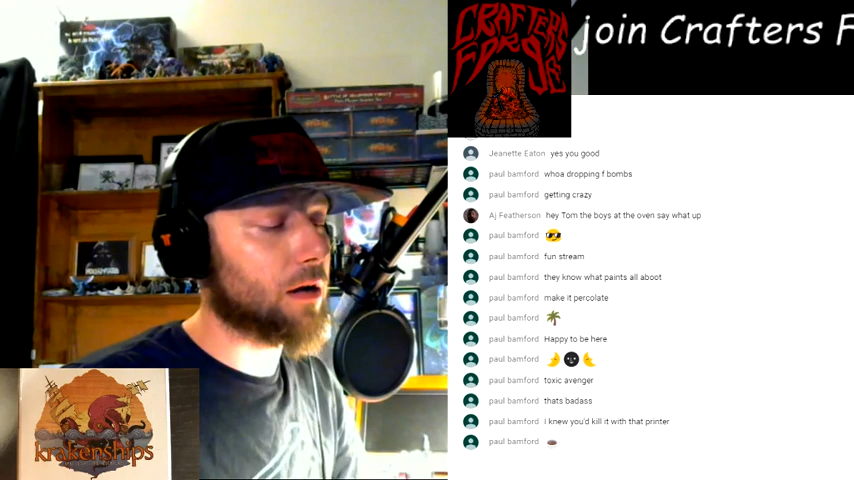 CRAFTERS
FORGE
join Crafters F
Jeanette Eaton yes you good
paul bamford whoa dropping f bombs
paul bamford getting crazy
Aj Featherson hey Tom the boys at the oven say what up
paul bamford 😎
paul bamford fun stream
paul bamford they know what paints all aboot
paul bamford make it percolate
paul bamford 🌴
paul bamford Happy to be here
paul bamford 🌛🌚🌜
paul bamford toxic avenger
paul bamford thats badass
paul bamford I knew you'd kill it with that printer
paul bamford
krakenships